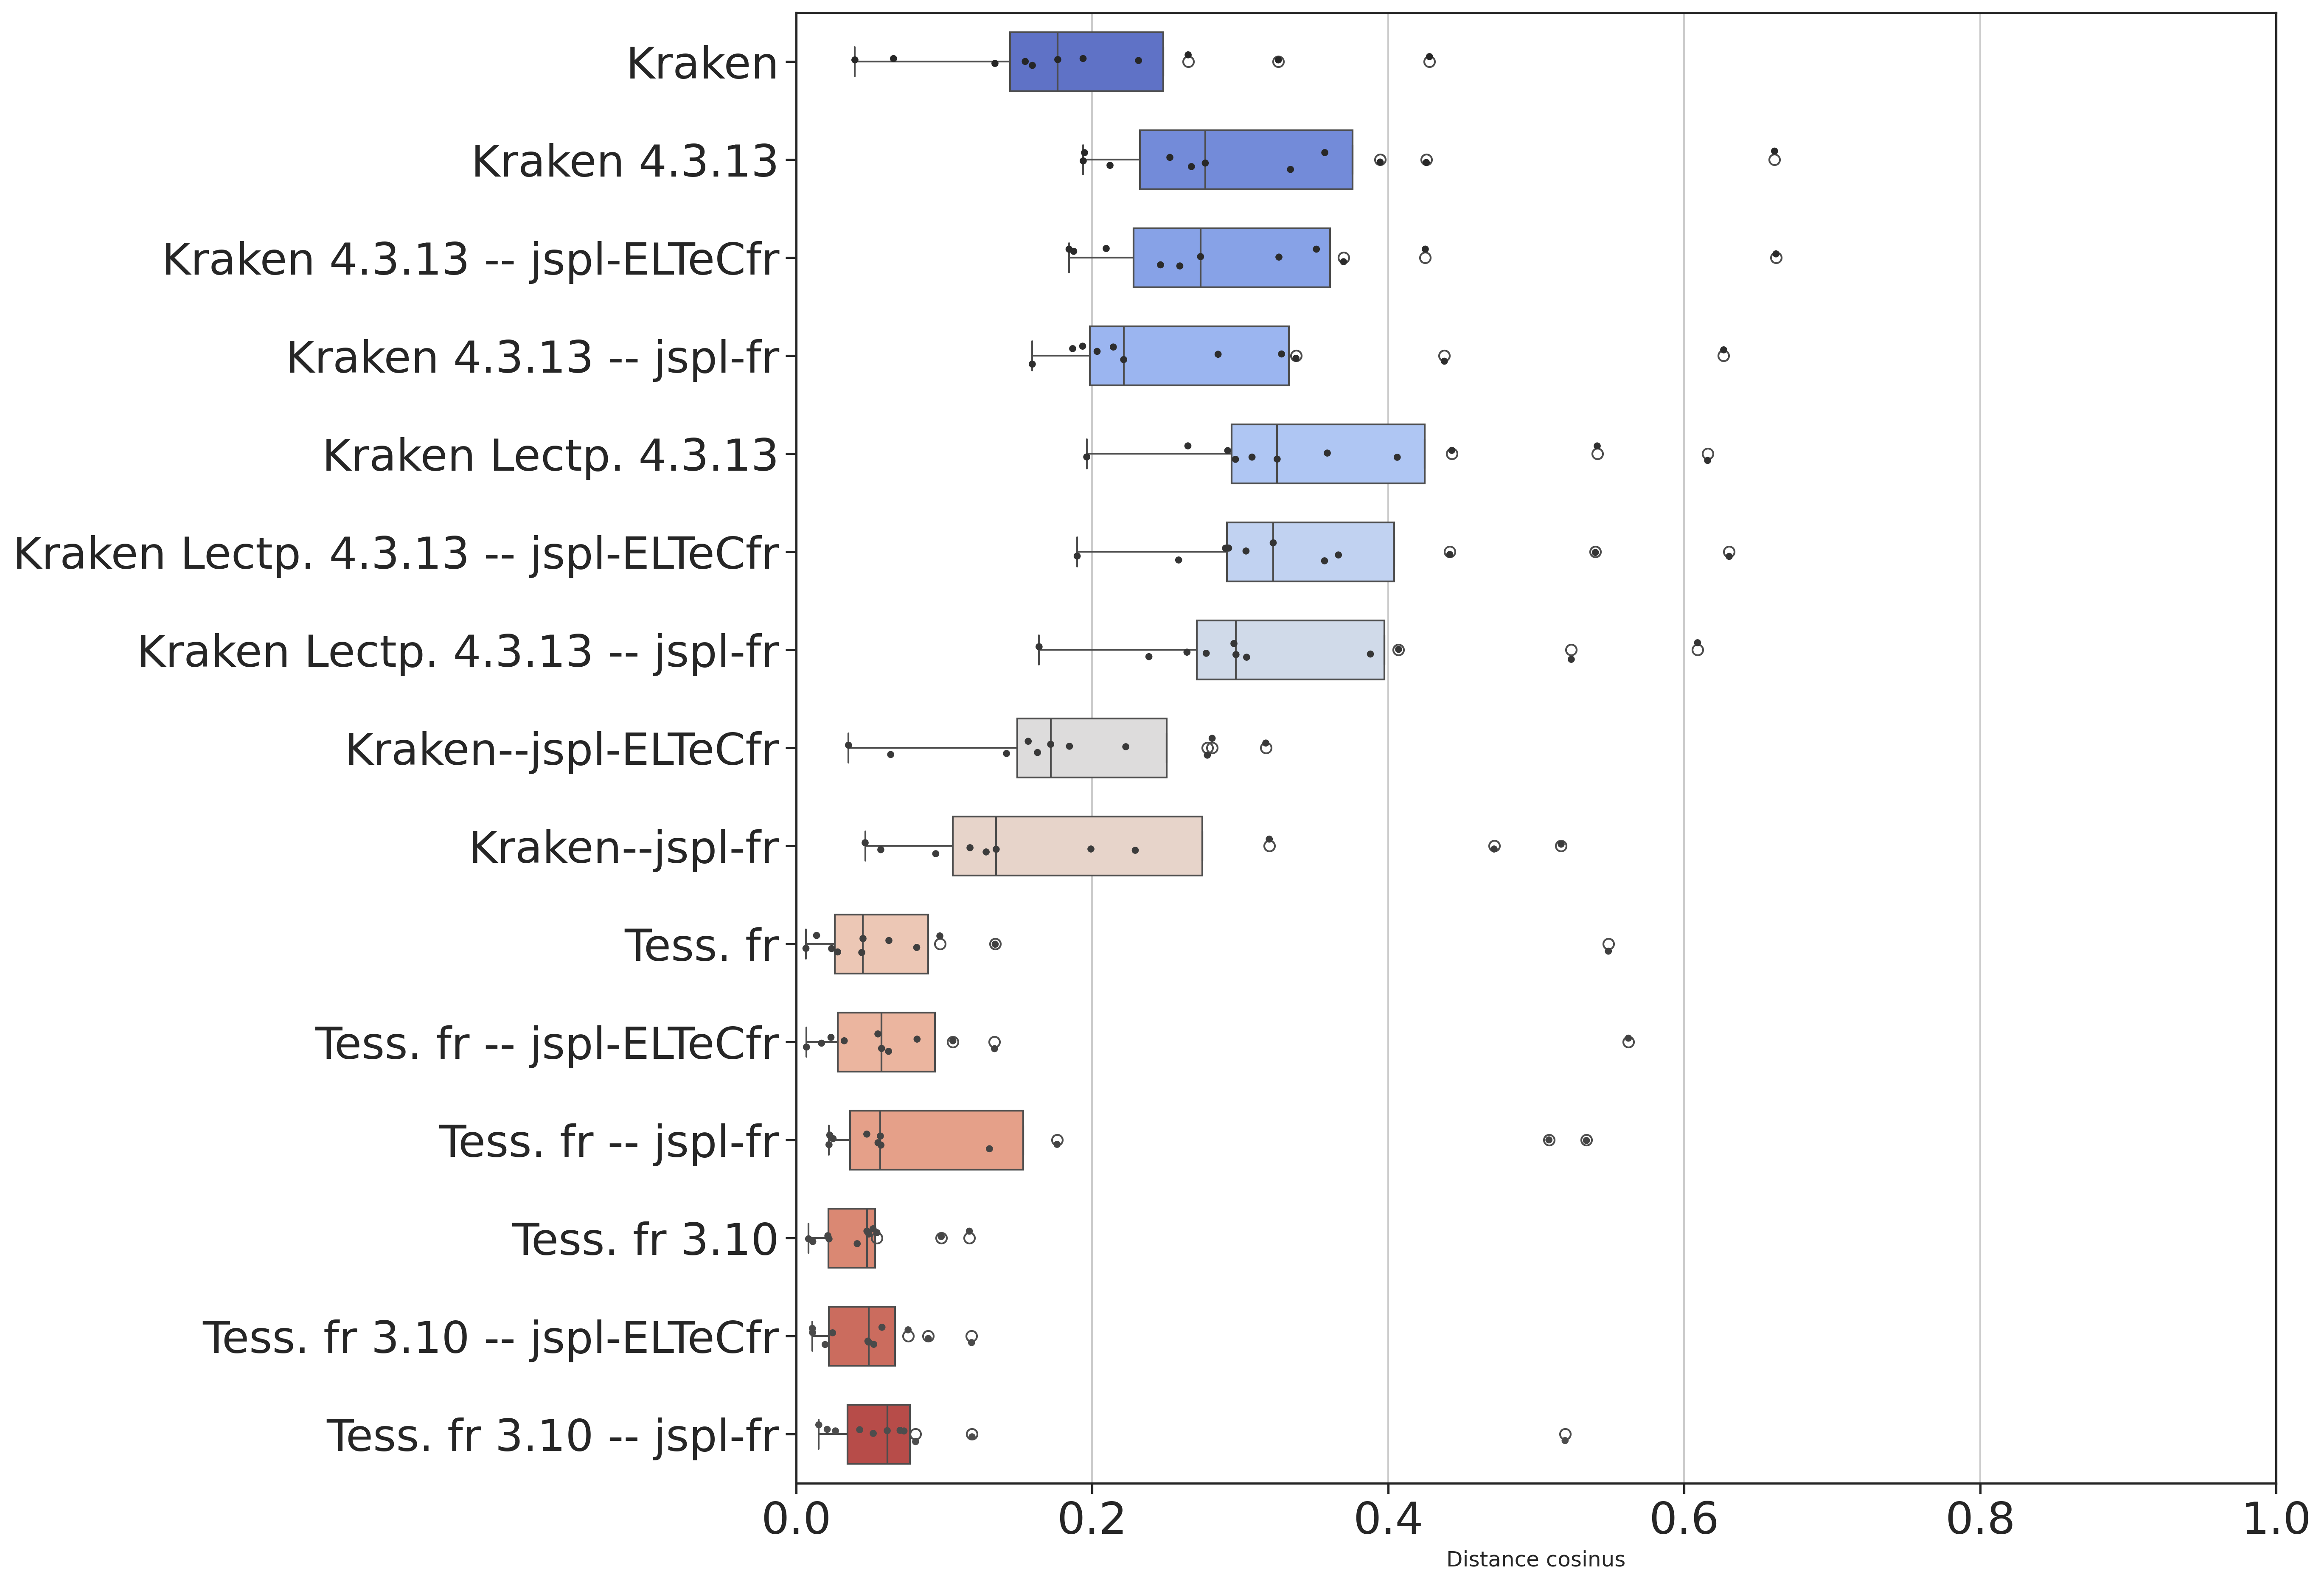 Kraken
Kraken 4.3.13
Kraken 4.3.13 -- jspl-ELTeCfr
Kraken 4.3.13 -- jspl-fr
Kraken Lectp. 4.3.13
Kraken Lectp. 4.3.13 -- jspl-ELTeCfr
Kraken Lectp. 4.3.13 -- jspl-fr
Kraken--jspl-ELTeCfr
Kraken--jspl-fr
Tess. fr
Tess. fr -- jspl-ELTeCfr
Tess. fr -- jspl-fr
Tess. fr 3.10
Tess. fr 3.10 -- jspl-ELTeCfr
Tess. fr 3.10 -- jspl-fr
0.0 0.2 0.4 0.6 0.8 1.0
Distance cosinus